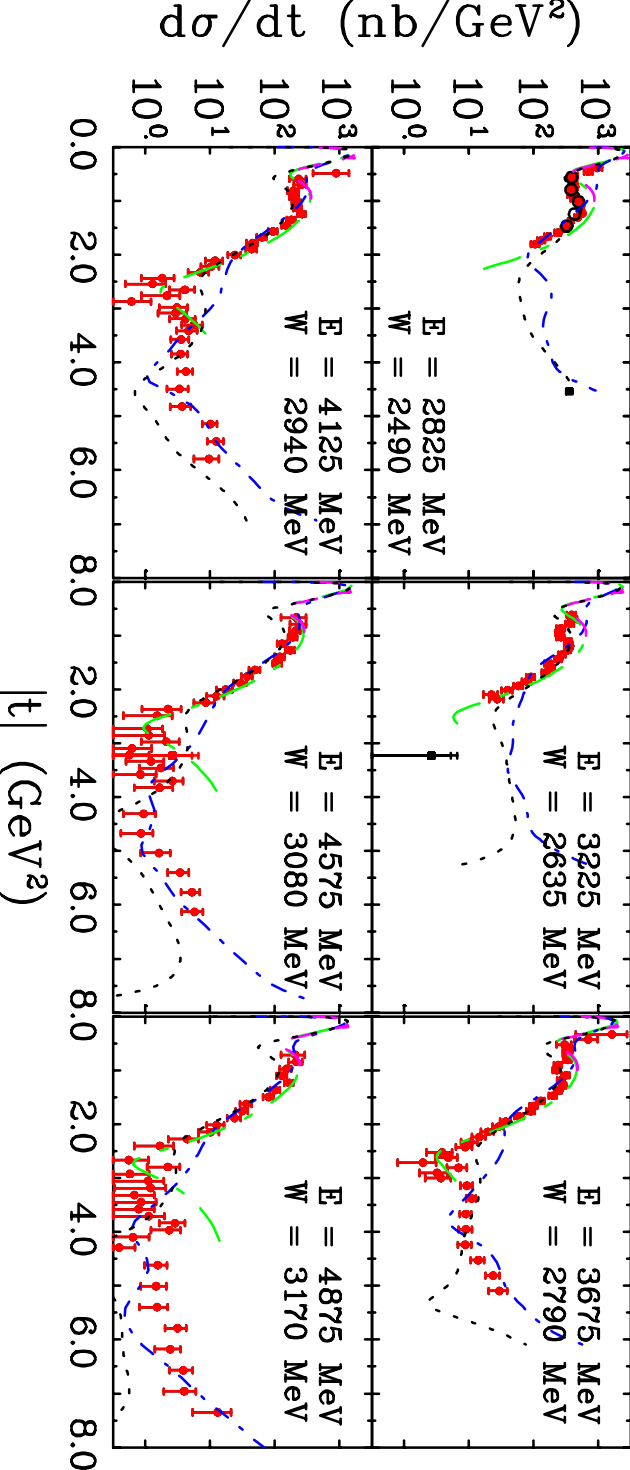 dσ/dt (nb/GeV²)
10³
10²
10¹
10⁰
E = 2825 MeV
W = 2490 MeV
E = 3225 MeV
W = 2635 MeV
E = 3675 MeV
W = 2790 MeV
10³
10²
10¹
10⁰
E = 4125 MeV
W = 2940 MeV
E = 4575 MeV
W = 3080 MeV
E = 4875 MeV
W = 3170 MeV
0.0 2.0 4.0 6.0 8.0.0 2.0 4.0 6.0 8.0.0 2.0 4.0 6.0 8.0
|t| (GeV²)